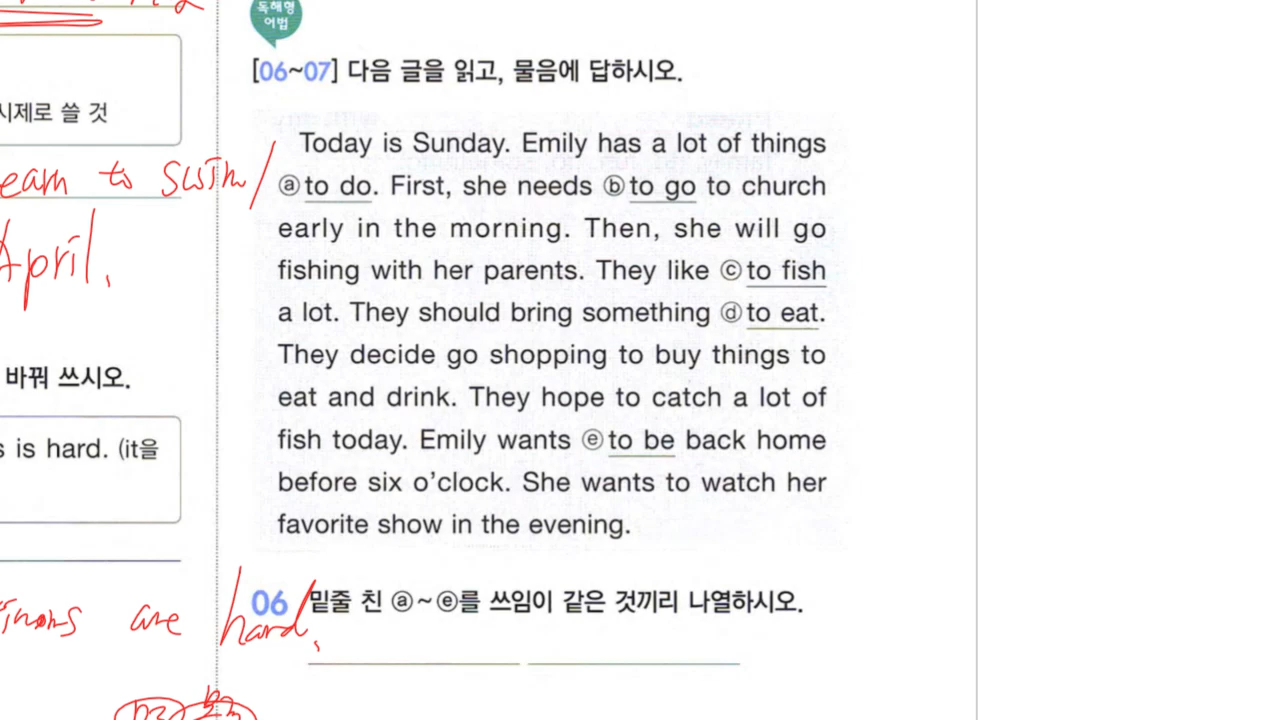 독해형
어법
[06~07] 다음 글을 읽고, 물음에 답하시오.
Today is Sunday. Emily has a lot of things
ⓐ to do. First, she needs ⓑ to go to church
early in the morning. Then, she will go
fishing with her parents. They like ⓒ to fish
a lot. They should bring something ⓓ to eat.
They decide go shopping to buy things to
eat and drink. They hope to catch a lot of
fish today. Emily wants ⓔ to be back home
before six o'clock. She wants to watch her
favorite show in the evening.
06 밑줄 친 ⓐ~ⓔ를 쓰임이 같은 것끼리 나열하시오.
시제로 쓸 것
earn to swim/
April.
바꿔 쓰시오.
s is hard. (it을
are hard.